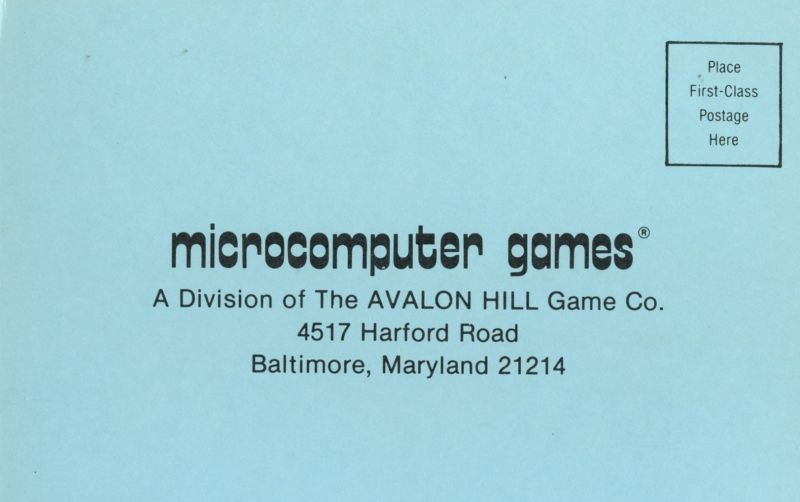 Place
First-Class
Postage
Here
microcomputer games®
A Division of The AVALON HILL Game Co.
4517 Harford Road
Baltimore, Maryland 21214